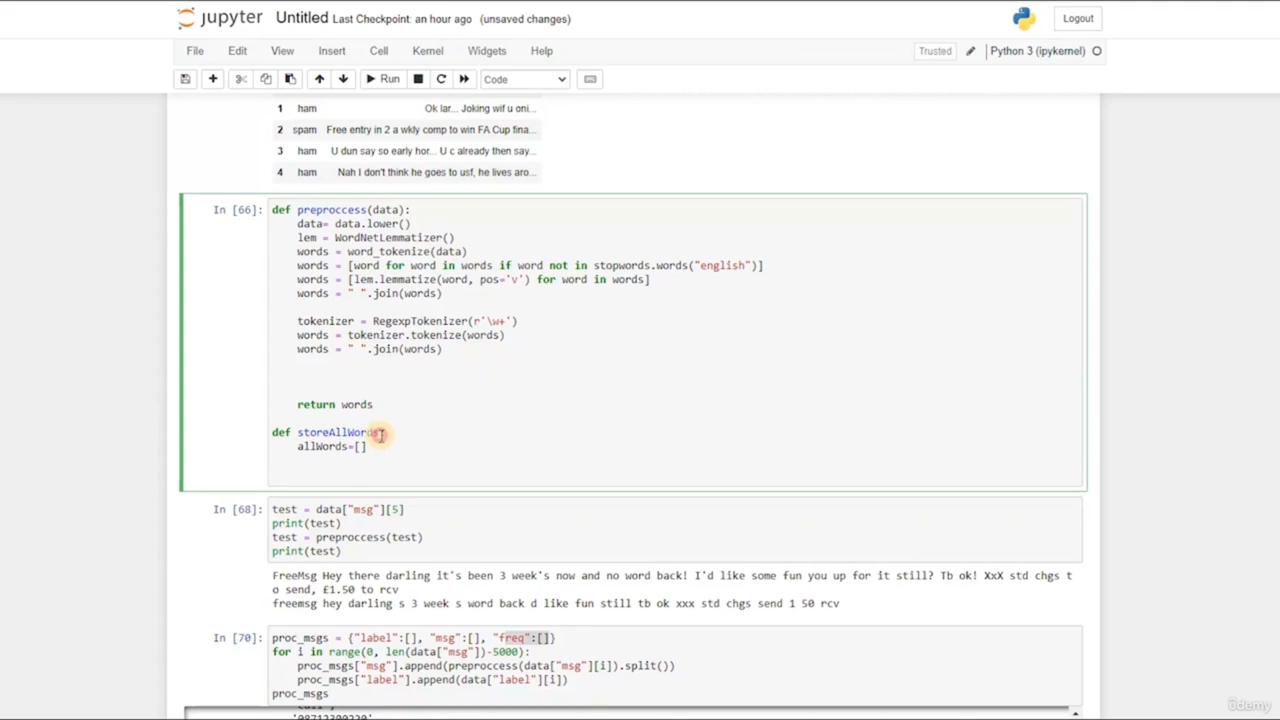 jupyter Untitled Last Checkpoint: an hour ago (unsaved changes) Logout
File Edit View Insert Cell Kernel Widgets Help Trusted Python 3 (ipykernel)
Run Code
1 ham Ok lar... Joking wif u oni...
2 spam Free entry in 2 a wkly comp to win FA Cup fina...
3 ham U dun say so early hor... U c already then say...
4 ham Nah I don't think he goes to usf, he lives aro...
In [66]: def preproccess(data):
data= data.lower()
lem = WordNetLemmatizer()
words = word_tokenize(data)
words = [word for word in words if word not in stopwords.words("english")]
words = [lem.lemmatize(word, pos='v') for word in words]
words = " ".join(words)
tokenizer = RegexpTokenizer(r'\w+')
words = tokenizer.tokenize(words)
words = " ".join(words)
return words
def storeAllWords
allWords=[]
In [68]: test = data["msg"][5]
print(test)
test = preproccess(test)
print(test)
FreeMsg Hey there darling it's been 3 week's now and no word back! I'd like some fun you up for it still? Tb ok! XxX std chgs t
o send, £1.50 to rcv
freemsg hey darling s 3 week s word back d like fun still tb ok xxx std chgs send 1 50 rcv
In [70]: proc_msgs = {"label":[], "msg":[], "freq":[]}
for i in range(0, len(data["msg"])-5000):
proc_msgs["msg"].append(preproccess(data["msg"][i]).split())
proc_msgs["label"].append(data["label"][i])
proc_msgs
'08712300220'
ûdemy